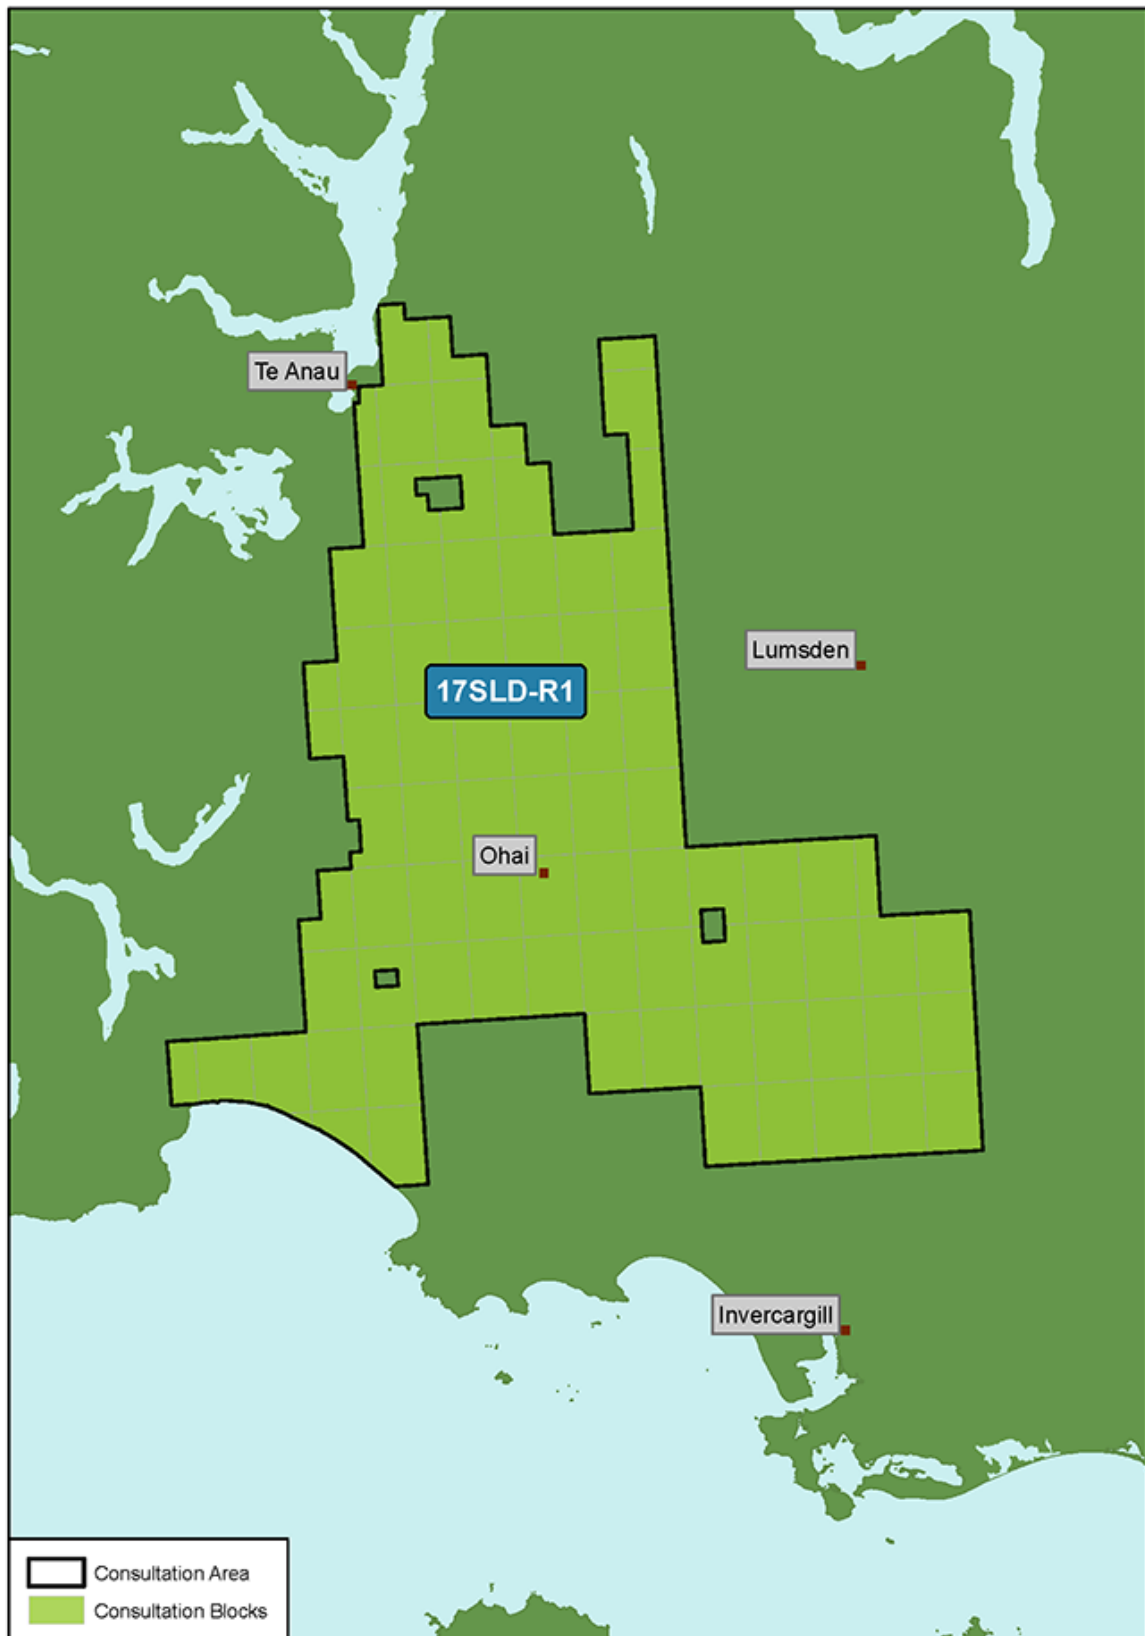 Te Anau
Lumsden
17SLD-R1
Ohai
Invercargill
Consultation Area
Consultation Blocks